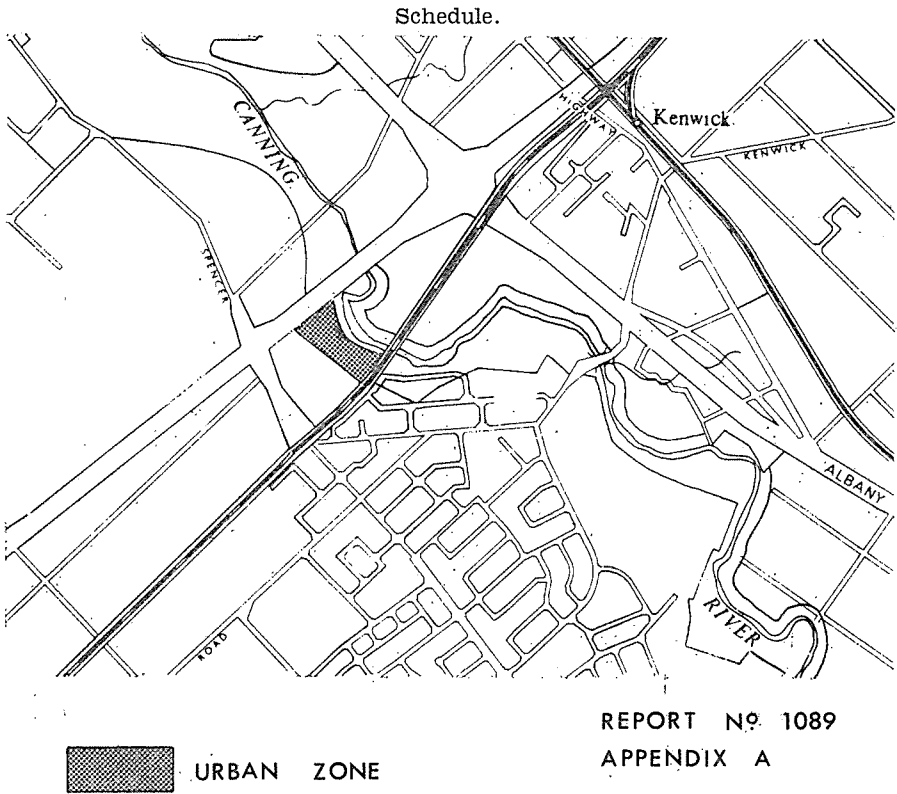 Schedule.
CANNING
HIGHWAY
Kenwick
KENWICK
SPENCER
ALBANY
ROAD
RIVER
REPORT Nº 1089
APPENDIX A
URBAN ZONE